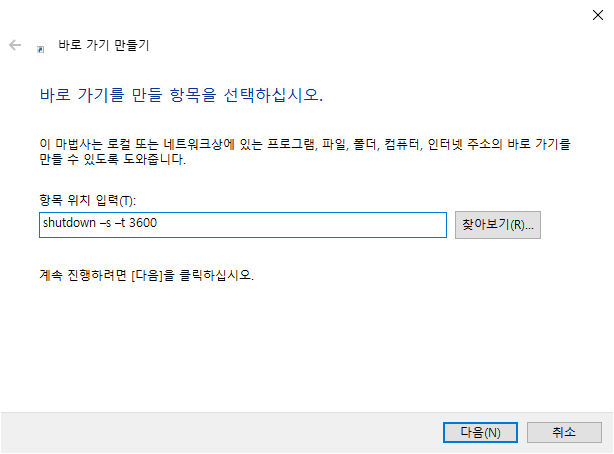 바로 가기 만들기
바로 가기를 만들 항목을 선택하십시오.
이 마법사는 로컬 또는 네트워크상에 있는 프로그램, 파일, 폴더, 컴퓨터, 인터넷 주소의 바로 가기를
만들 수 있도록 도와줍니다.
항목 위치 입력(T):
shutdown –s –t 3600
찾아보기(R)...
계속 진행하려면 [다음]을 클릭하십시오.
다음(N)
취소